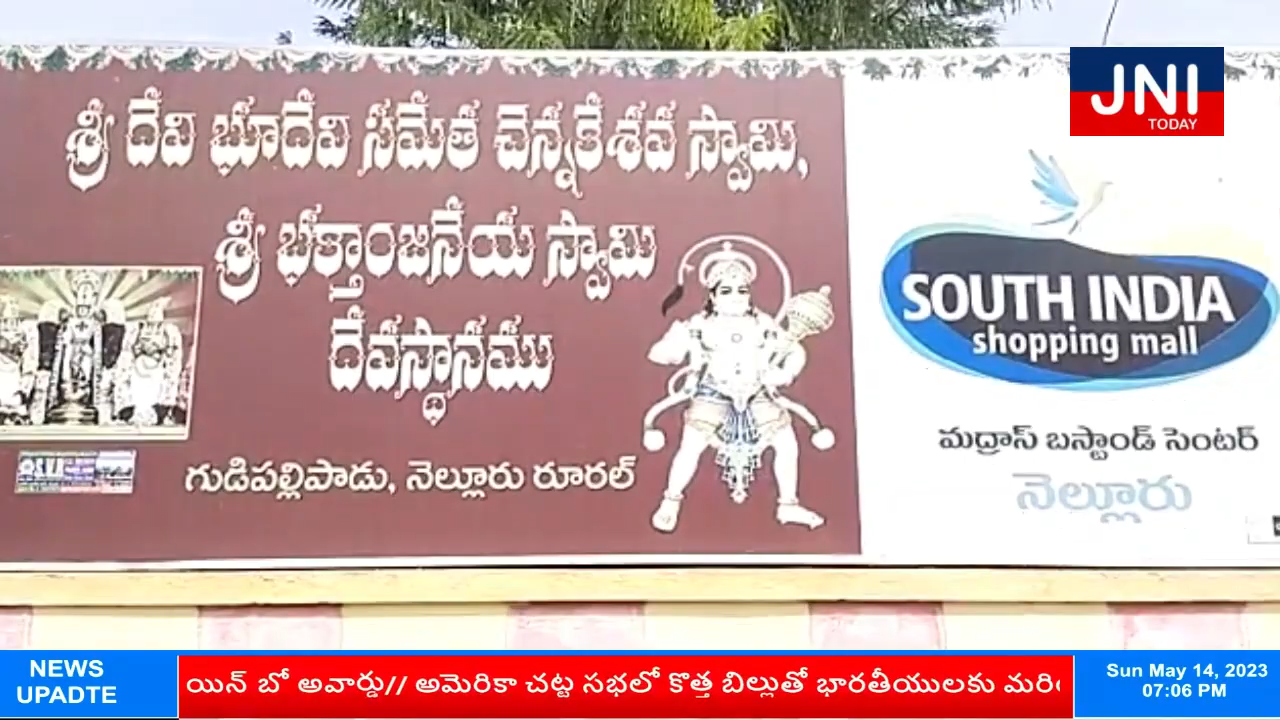 JNI
TODAY
శ్రీ దేవి భూదేవి సమేత చెన్నకేశవ స్వామి,
శ్రీ భక్తాంజనేయ స్వామి
దేవస్థానము
గుడిపల్లిపాడు, నెల్లూరు రూరల్
SOUTH INDIA
shopping mall
మద్రాస్ బస్టాండ్ సెంటర్
నెల్లూరు
NEWS
UPADTE
యిన్ బో అవార్డు// అమెరికా చట్ట సభలో కొత్త బిల్లుతో భారతీయులకు
Sun May 14, 2023
07:06 PM